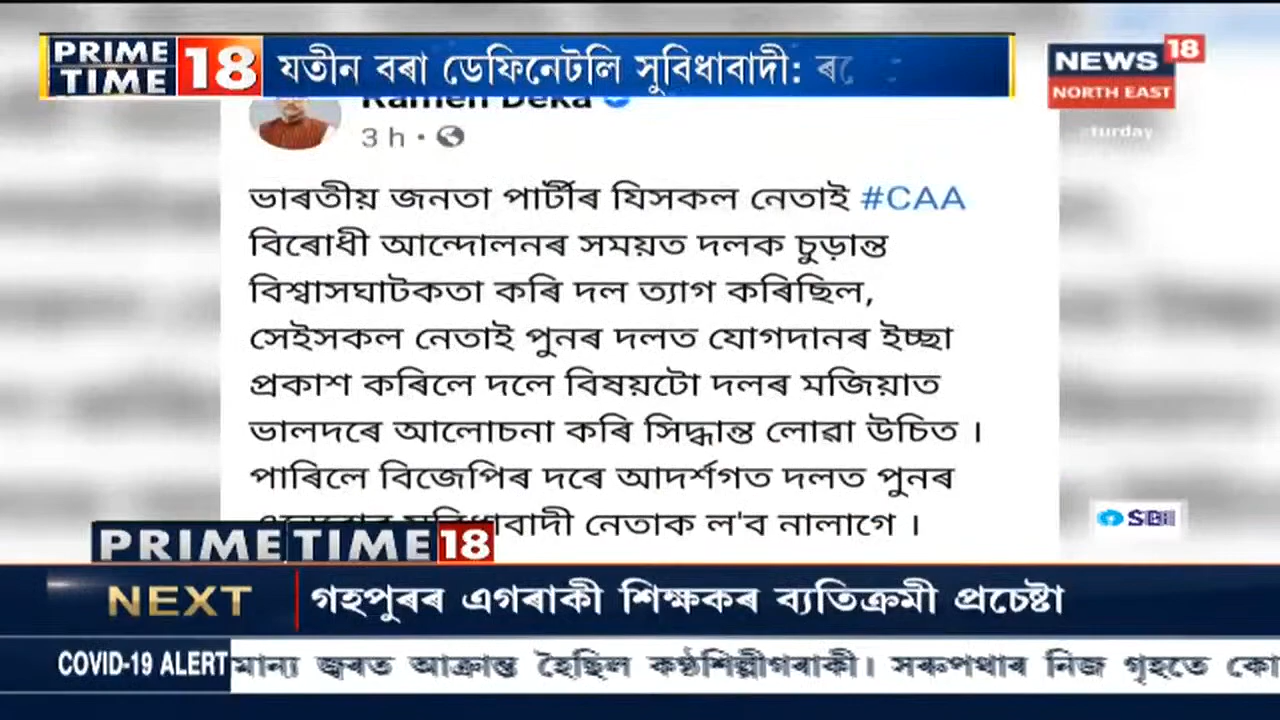 PRIME TIME 18
যতীন বৰা ডেফিনেটলি সুবিধাবাদী:
NEWS 18
NORTH EAST
Ramen Deka
3 h
ভাৰতীয় জনতা পাৰ্টীৰ যিসকল নেতাই #CAA
বিৰোধী আন্দোলনৰ সময়ত দলক চুড়ান্ত
বিশ্বাসঘাটকতা কৰি দল ত্যাগ কৰিছিল,
সেইসকল নেতাই পুনৰ দলত যোগদানৰ ইচ্ছা
প্ৰকাশ কৰিলে দলে বিষয়টো দলৰ মজিয়াত
ভালদৰে আলোচনা কৰি সিদ্ধান্ত লোৱা উচিত ।
পাৰিলে বিজেপিৰ দৰে আদৰ্শগত দলত পুনৰ
নেতাক ল'ব নালাগে ।
SBI
PRIME TIME 18
NEXT গহপুৰৰ এগৰাকী শিক্ষকৰ ব্যতিক্ৰমী প্ৰচেষ্টা
COVID-19 ALERT জ্বৰত আক্ৰান্ত হৈছিল কণ্ঠশিল্পীগৰাকী। সৰুপথাৰ নিজ গৃহতে